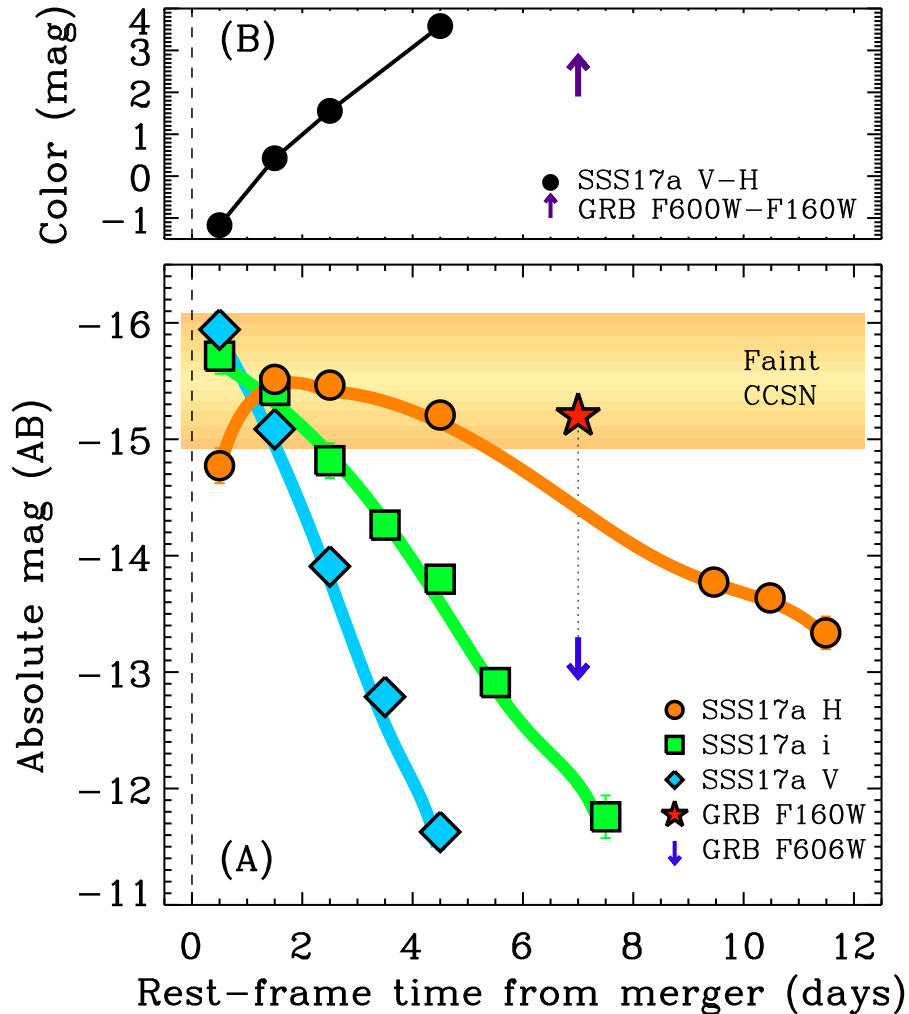 (B)
Color (mag)
4
3
2
1
0
−1
SSS17a V−H
GRB F600W−F160W
Absolute mag (AB)
−16
−15
−14
−13
−12
−11
Faint
CCSN
SSS17a H
SSS17a i
SSS17a V
GRB F160W
GRB F606W
(A)
0 2 4 6 8 10 12
Rest−frame time from merger (days)